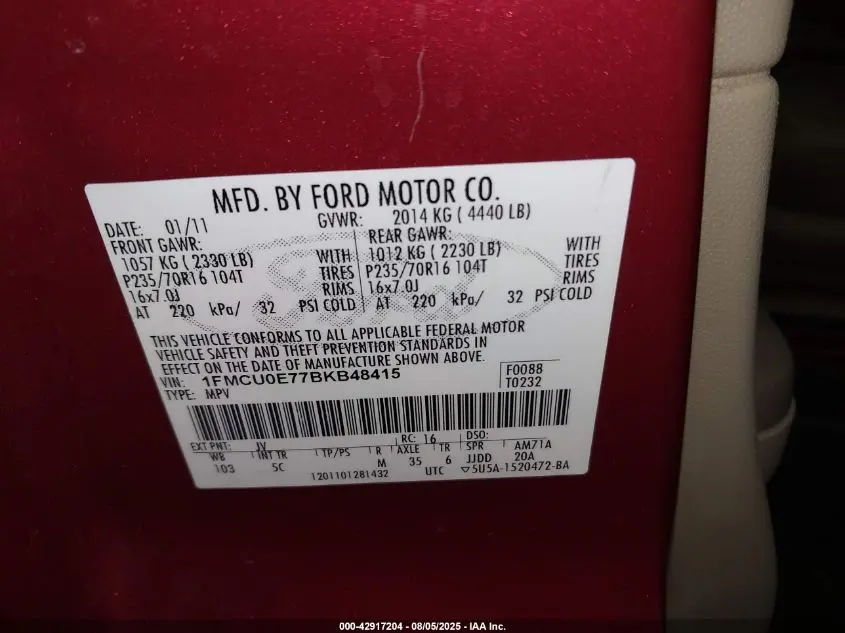 MFD. BY FORD MOTOR CO.
DATE: 01/11 GVWR: 2014 KG ( 4440 LB)
FRONT GAWR: REAR GAWR:
1057 KG ( 2330 LB) WITH 1012 KG ( 2230 LB) WITH
P235/70R16 104T TIRES P235/70R16 104T TIRES
16x7.0J RIMS 16x7.0J RIMS
AT 220 kPa/ 32 PSI COLD AT 220 kPa/ 32 PSI COLD
THIS VEHICLE CONFORMS TO ALL APPLICABLE FEDERAL MOTOR
VEHICLE SAFETY AND THEFT PREVENTION STANDARDS IN
EFFECT ON THE DATE OF MANUFACTURE SHOWN ABOVE.
VIN: 1FMCU0E77BKB48415 F0088
TYPE: MPV T0232
EXT PNT: JV RC: 16 DSO:
WB INT TR TP/PS R AXLE TR SPR AM71A
103 5C M 35 6 JJDD 20A
1201101281432 UTC ▽5U5A-1520472-BA
Ford
000-42917204 - 08/05/2025 - IAA Inc.